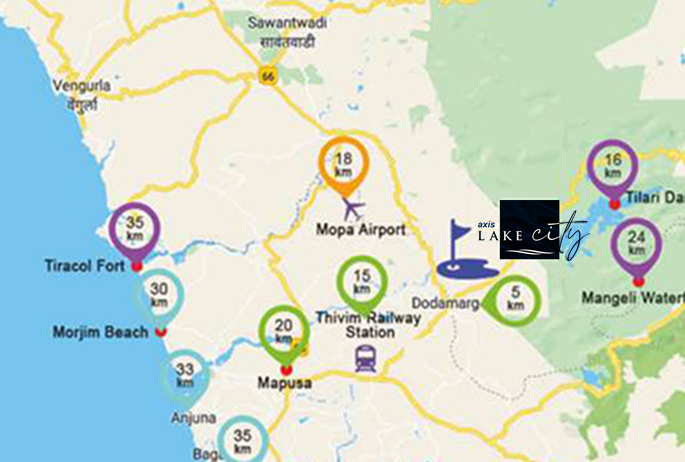 Sawantwadi
सावंतवाडी
66
Vengurla
वेंगुर्ला
18
km
16
km
Tilari Da
axis
LAKE city
35
km
Mopa Airport
24
km
Tiracol Fort
30
km
15
km
Dodamarg
5
km
Mangeli Waterf
Morjim Beach
20
km
Thivim Railway
Station
33
km
Mapusa
Anjuna
35
km
Baga